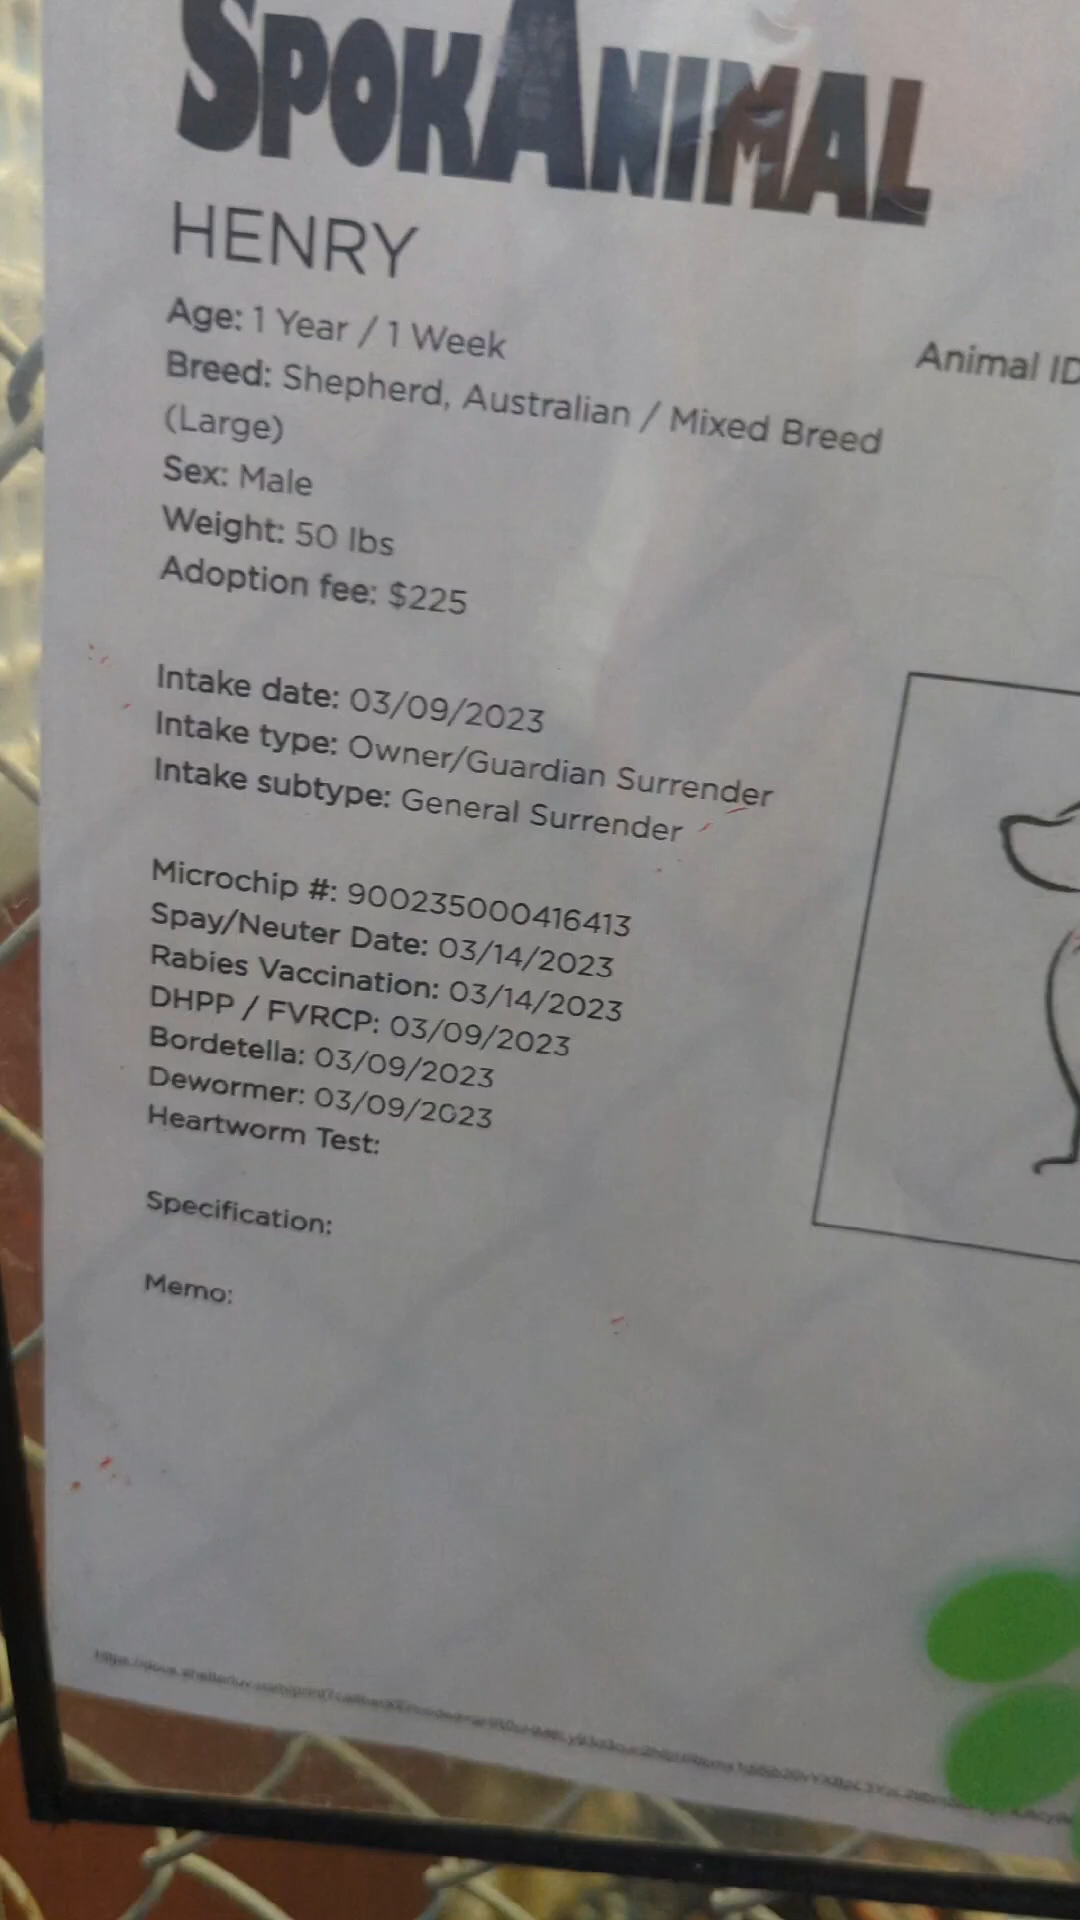 SPOKANIMAL
HENRY
Age: 1 Year / 1 Week
Animal ID
Breed: Shepherd, Australian / Mixed Breed
(Large)
Sex: Male
Weight: 50 lbs
Adoption fee: $225
Intake date: 03/09/2023
Intake type: Owner/Guardian Surrender
Intake subtype: General Surrender
Microchip #: 900235000416413
Spay/Neuter Date: 03/14/2023
Rabies Vaccination: 03/14/2023
DHPP / FVRCP: 03/09/2023
Bordetella: 03/09/2023
Dewormer: 03/09/2023
Heartworm Test:
Specification:
Memo: